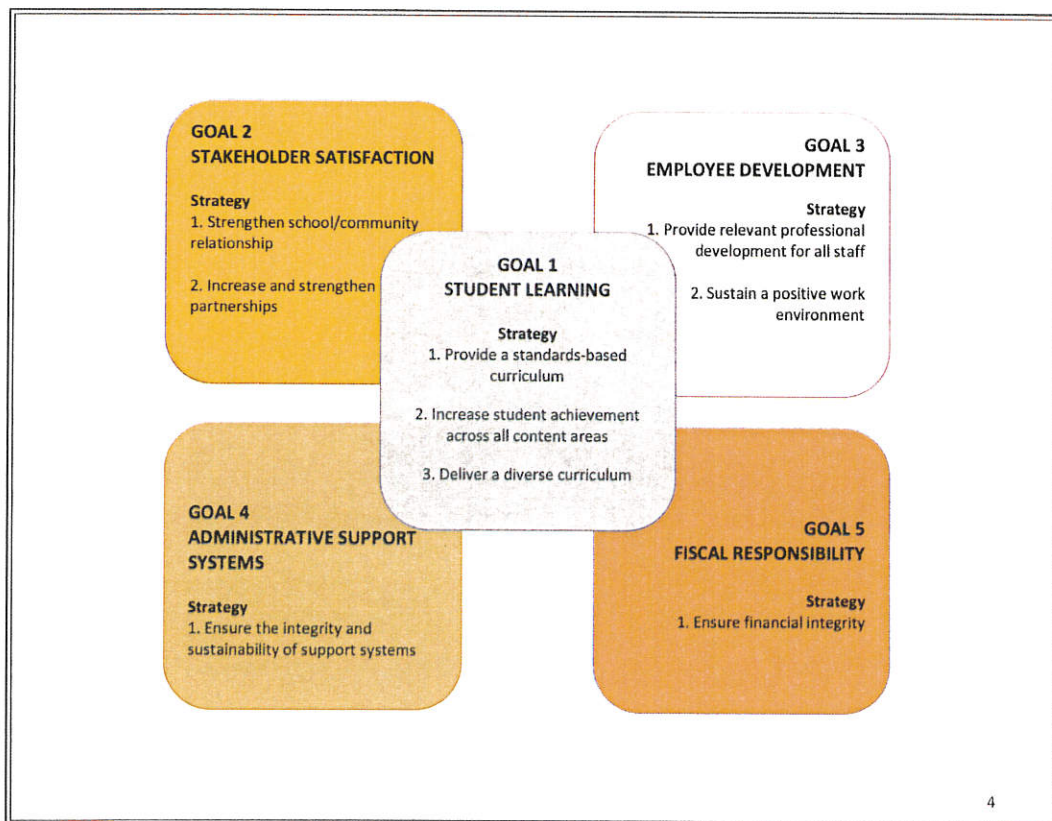 GOAL 2
STAKEHOLDER SATISFACTION
Strategy
1. Strengthen school/community
relationship
2. Increase and strengthen
partnerships
GOAL 3
EMPLOYEE DEVELOPMENT
Strategy
1. Provide relevant professional
development for all staff
2. Sustain a positive work
environment
GOAL 1
STUDENT LEARNING
Strategy
1. Provide a standards-based
curriculum
2. Increase student achievement
across all content areas
3. Deliver a diverse curriculum
GOAL 4
ADMINISTRATIVE SUPPORT
SYSTEMS
Strategy
1. Ensure the integrity and
sustainability of support systems
GOAL 5
FISCAL RESPONSIBILITY
Strategy
1. Ensure financial integrity
4